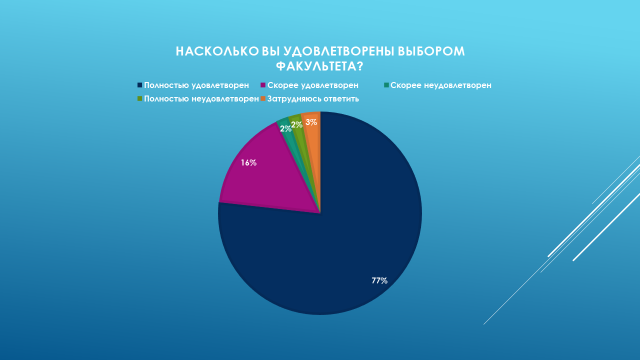 НАСКОЛЬКО ВЫ УДОВЛЕТВОРЕНЫ ВЫБОРОМ
ФАКУЛЬТЕТА?
Полностью удовлетворен Скорее удовлетворен Скорее неудовлетворен
Полностью неудовлетворен Затрудняюсь ответить
2% 2% 3%
16%
77%